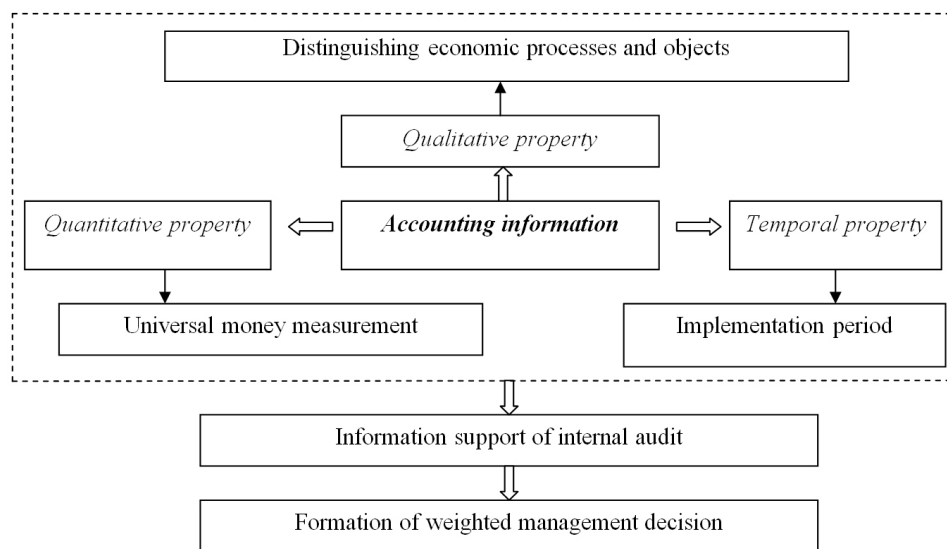 Distinguishing economic processes and objects
Qualitative property
Quantitative property
Accounting information
Temporal property
Universal money measurement
Implementation period
Information support of internal audit
Formation of weighted management decision